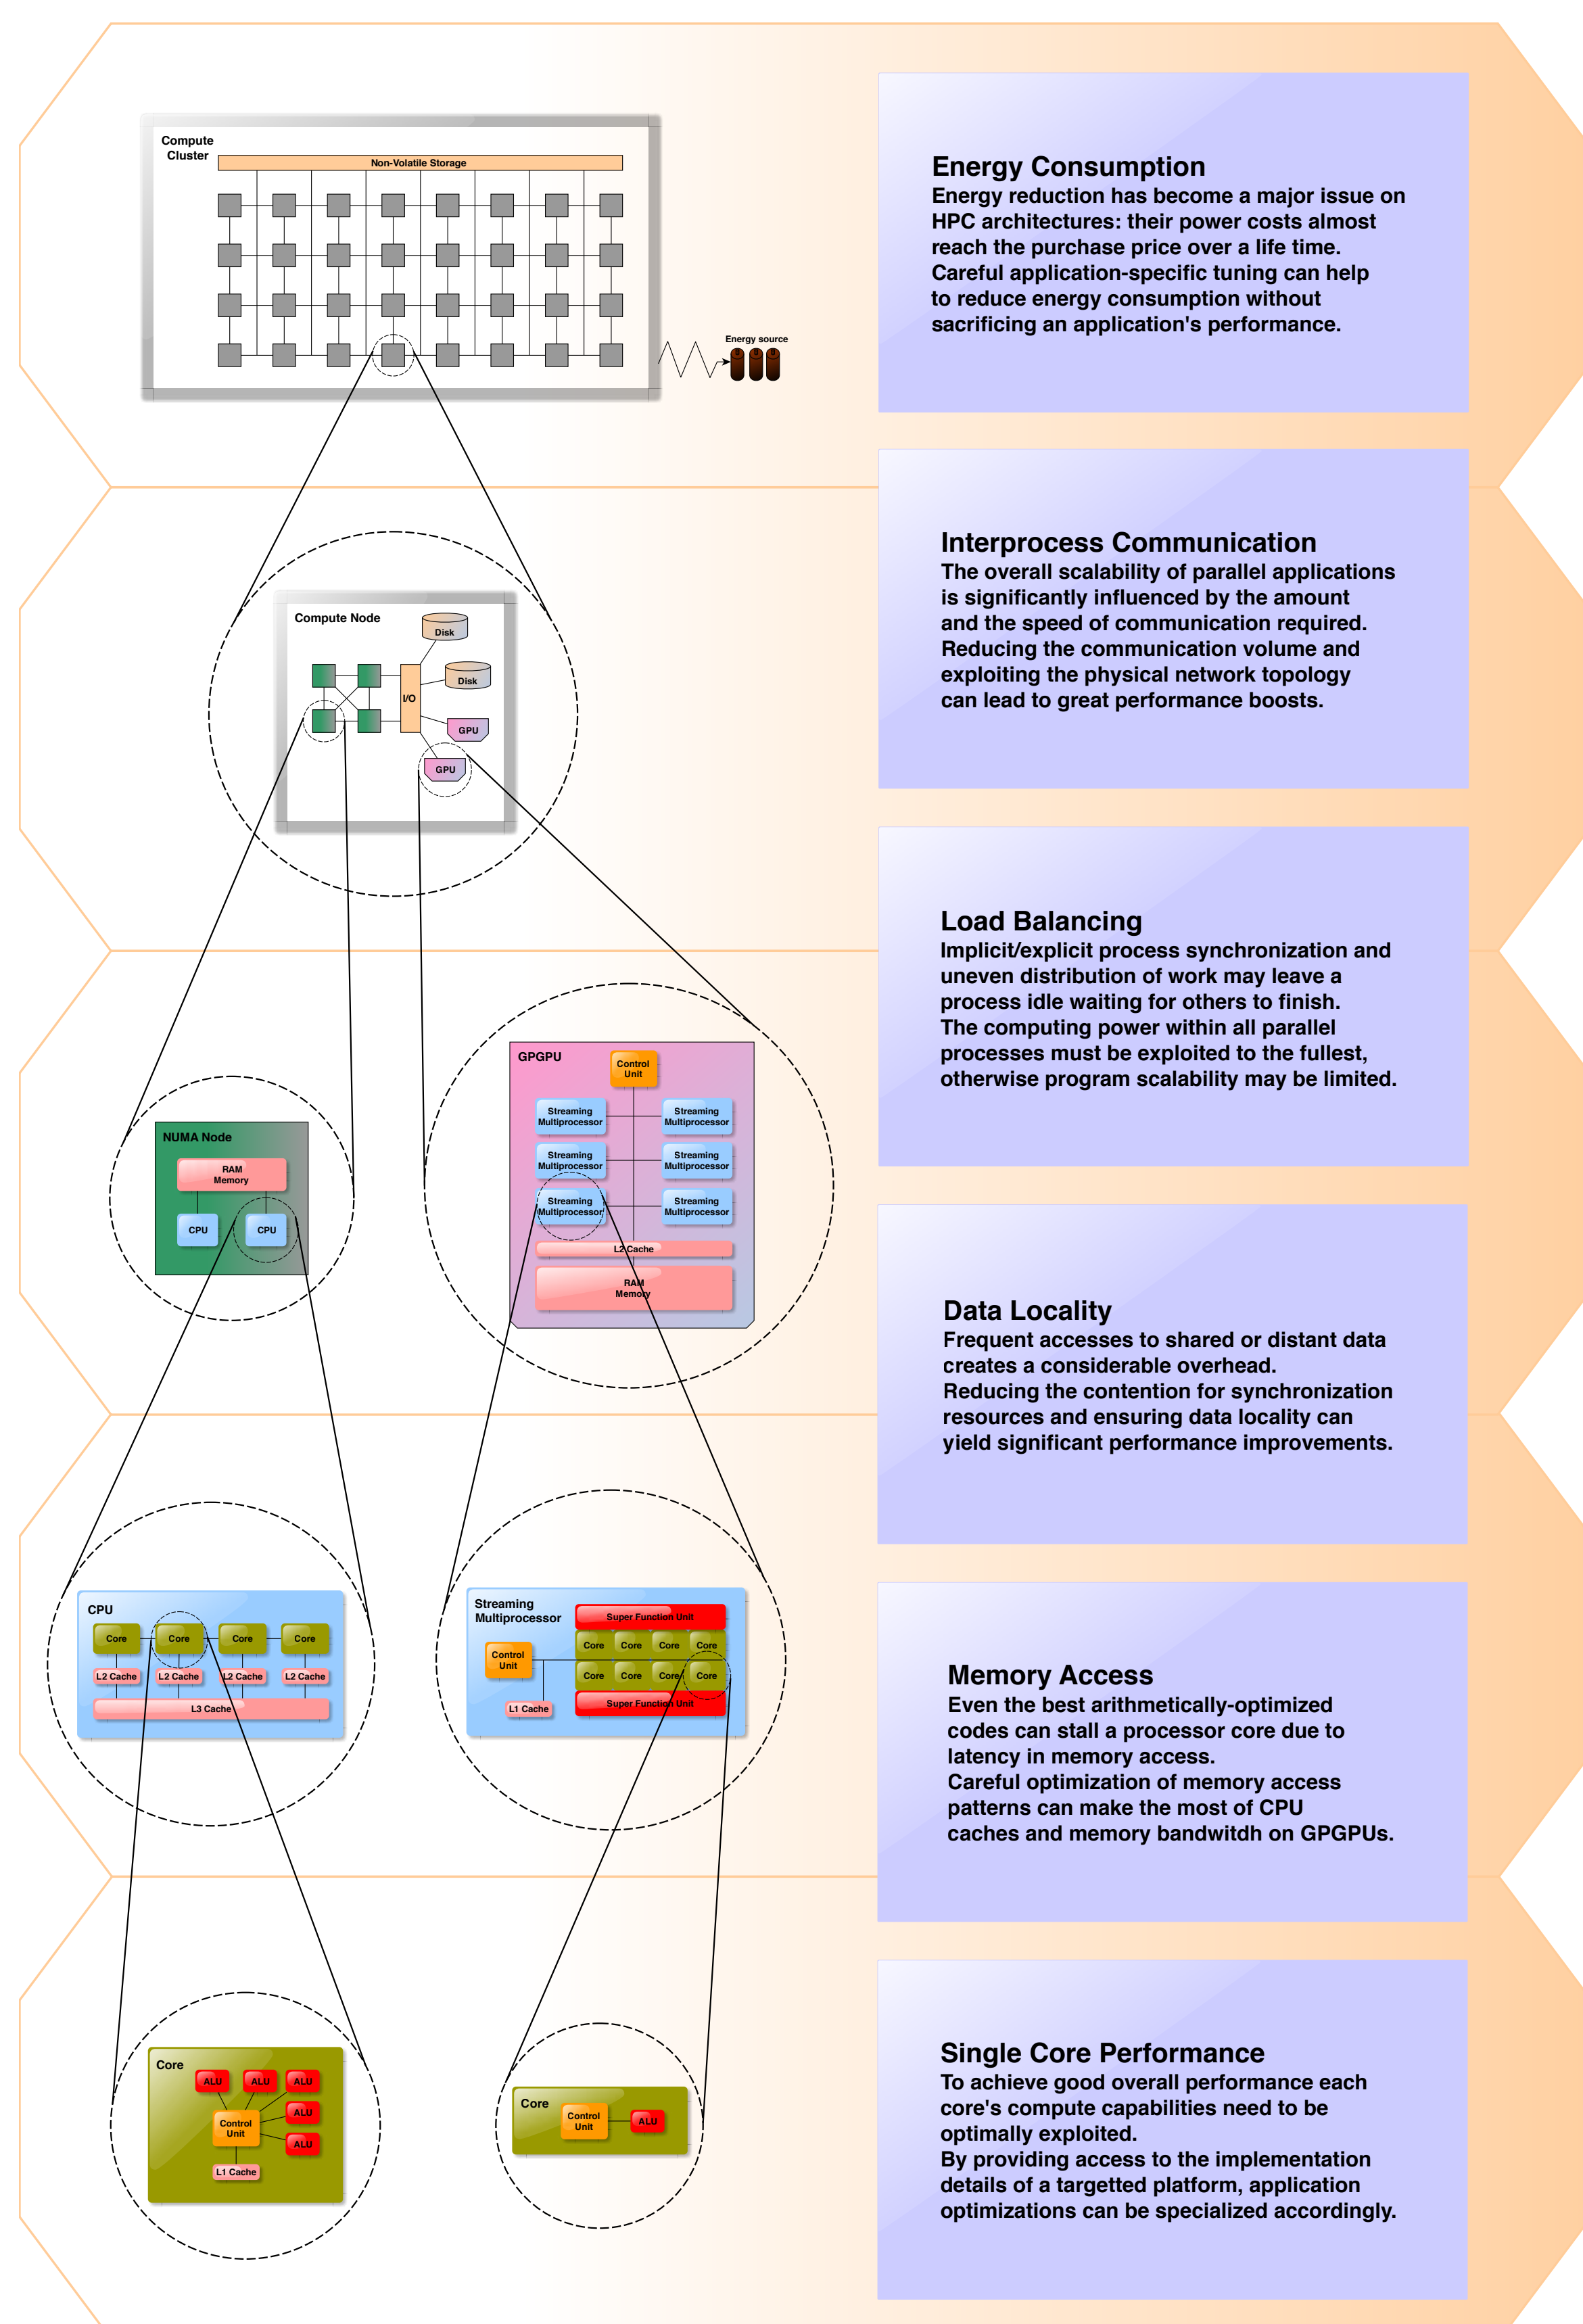 Compute
Cluster
Non-Volatile Storage
Energy source
Energy Consumption
Energy reduction has become a major issue on
HPC architectures: their power costs almost
reach the purchase price over a life time.
Careful application-specific tuning can help
to reduce energy consumption without
sacrificing an application's performance.
Compute Node
Disk
Disk
I/O
GPU
GPU
Interprocess Communication
The overall scalability of parallel applications
is significantly influenced by the amount
and the speed of communication required.
Reducing the communication volume and
exploiting the physical network topology
can lead to great performance boosts.
Load Balancing
Implicit/explicit process synchronization and
uneven distribution of work may leave a
process idle waiting for others to finish.
The computing power within all parallel
processes must be exploited to the fullest,
otherwise program scalability may be limited.
NUMA Node
RAM
Memory
CPU
CPU
GPGPU
Control
Unit
Streaming
Multiprocessor
Streaming
Multiprocessor
Streaming
Multiprocessor
Streaming
Multiprocessor
Streaming
Multiprocessor
Streaming
Multiprocessor
L2 Cache
RAM
Memory
Data Locality
Frequent accesses to shared or distant data
creates a considerable overhead.
Reducing the contention for synchronization
resources and ensuring data locality can
yield significant performance improvements.
CPU
Core
Core
Core
Core
L2 Cache
L2 Cache
L2 Cache
L2 Cache
L3 Cache
Streaming
Multiprocessor
Super Function Unit
Control
Unit
Core
Core
Core
Core
Core
Core
Core
Core
Super Function Unit
L1 Cache
Memory Access
Even the best arithmetically-optimized
codes can stall a processor core due to
latency in memory access.
Careful optimization of memory access
patterns can make the most of CPU
caches and memory bandwitdh on GPGPUs.
Core
ALU
ALU
ALU
ALU
ALU
Control
Unit
L1 Cache
Core
Control
Unit
ALU
Single Core Performance
To achieve good overall performance each
core's compute capabilities need to be
optimally exploited.
By providing access to the implementation
details of a targetted platform, application
optimizations can be specialized accordingly.